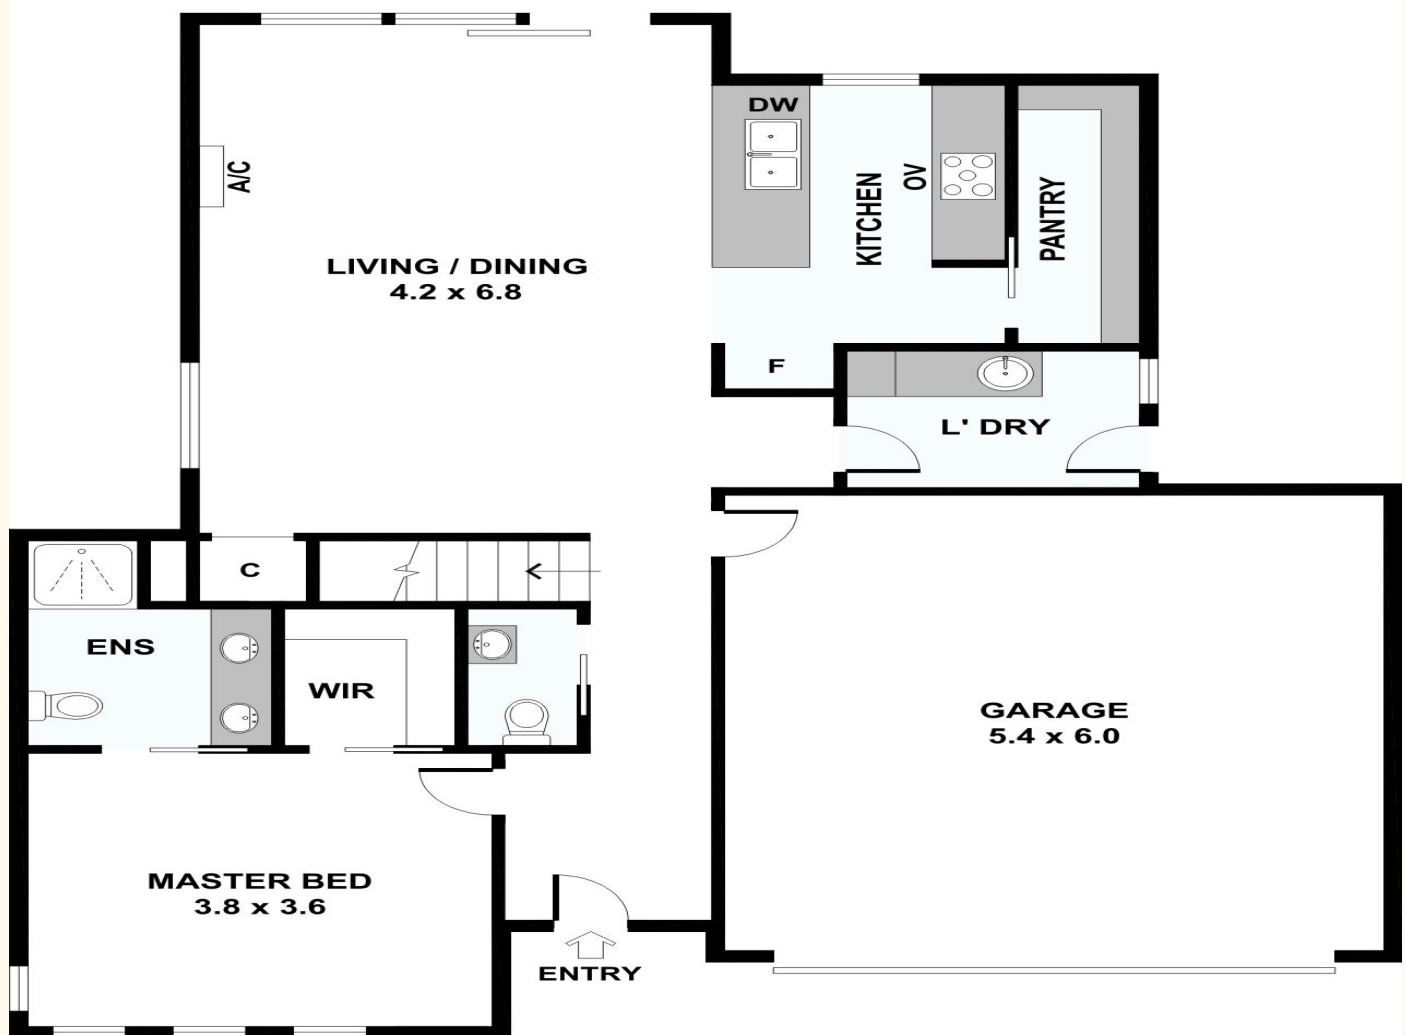 DW
A/C
OV
KITCHEN
PANTRY
LIVING / DINING
4.2 x 6.8
F
L' DRY
C
ENS
WIR
GARAGE
5.4 x 6.0
MASTER BED
3.8 x 3.6
ENTRY